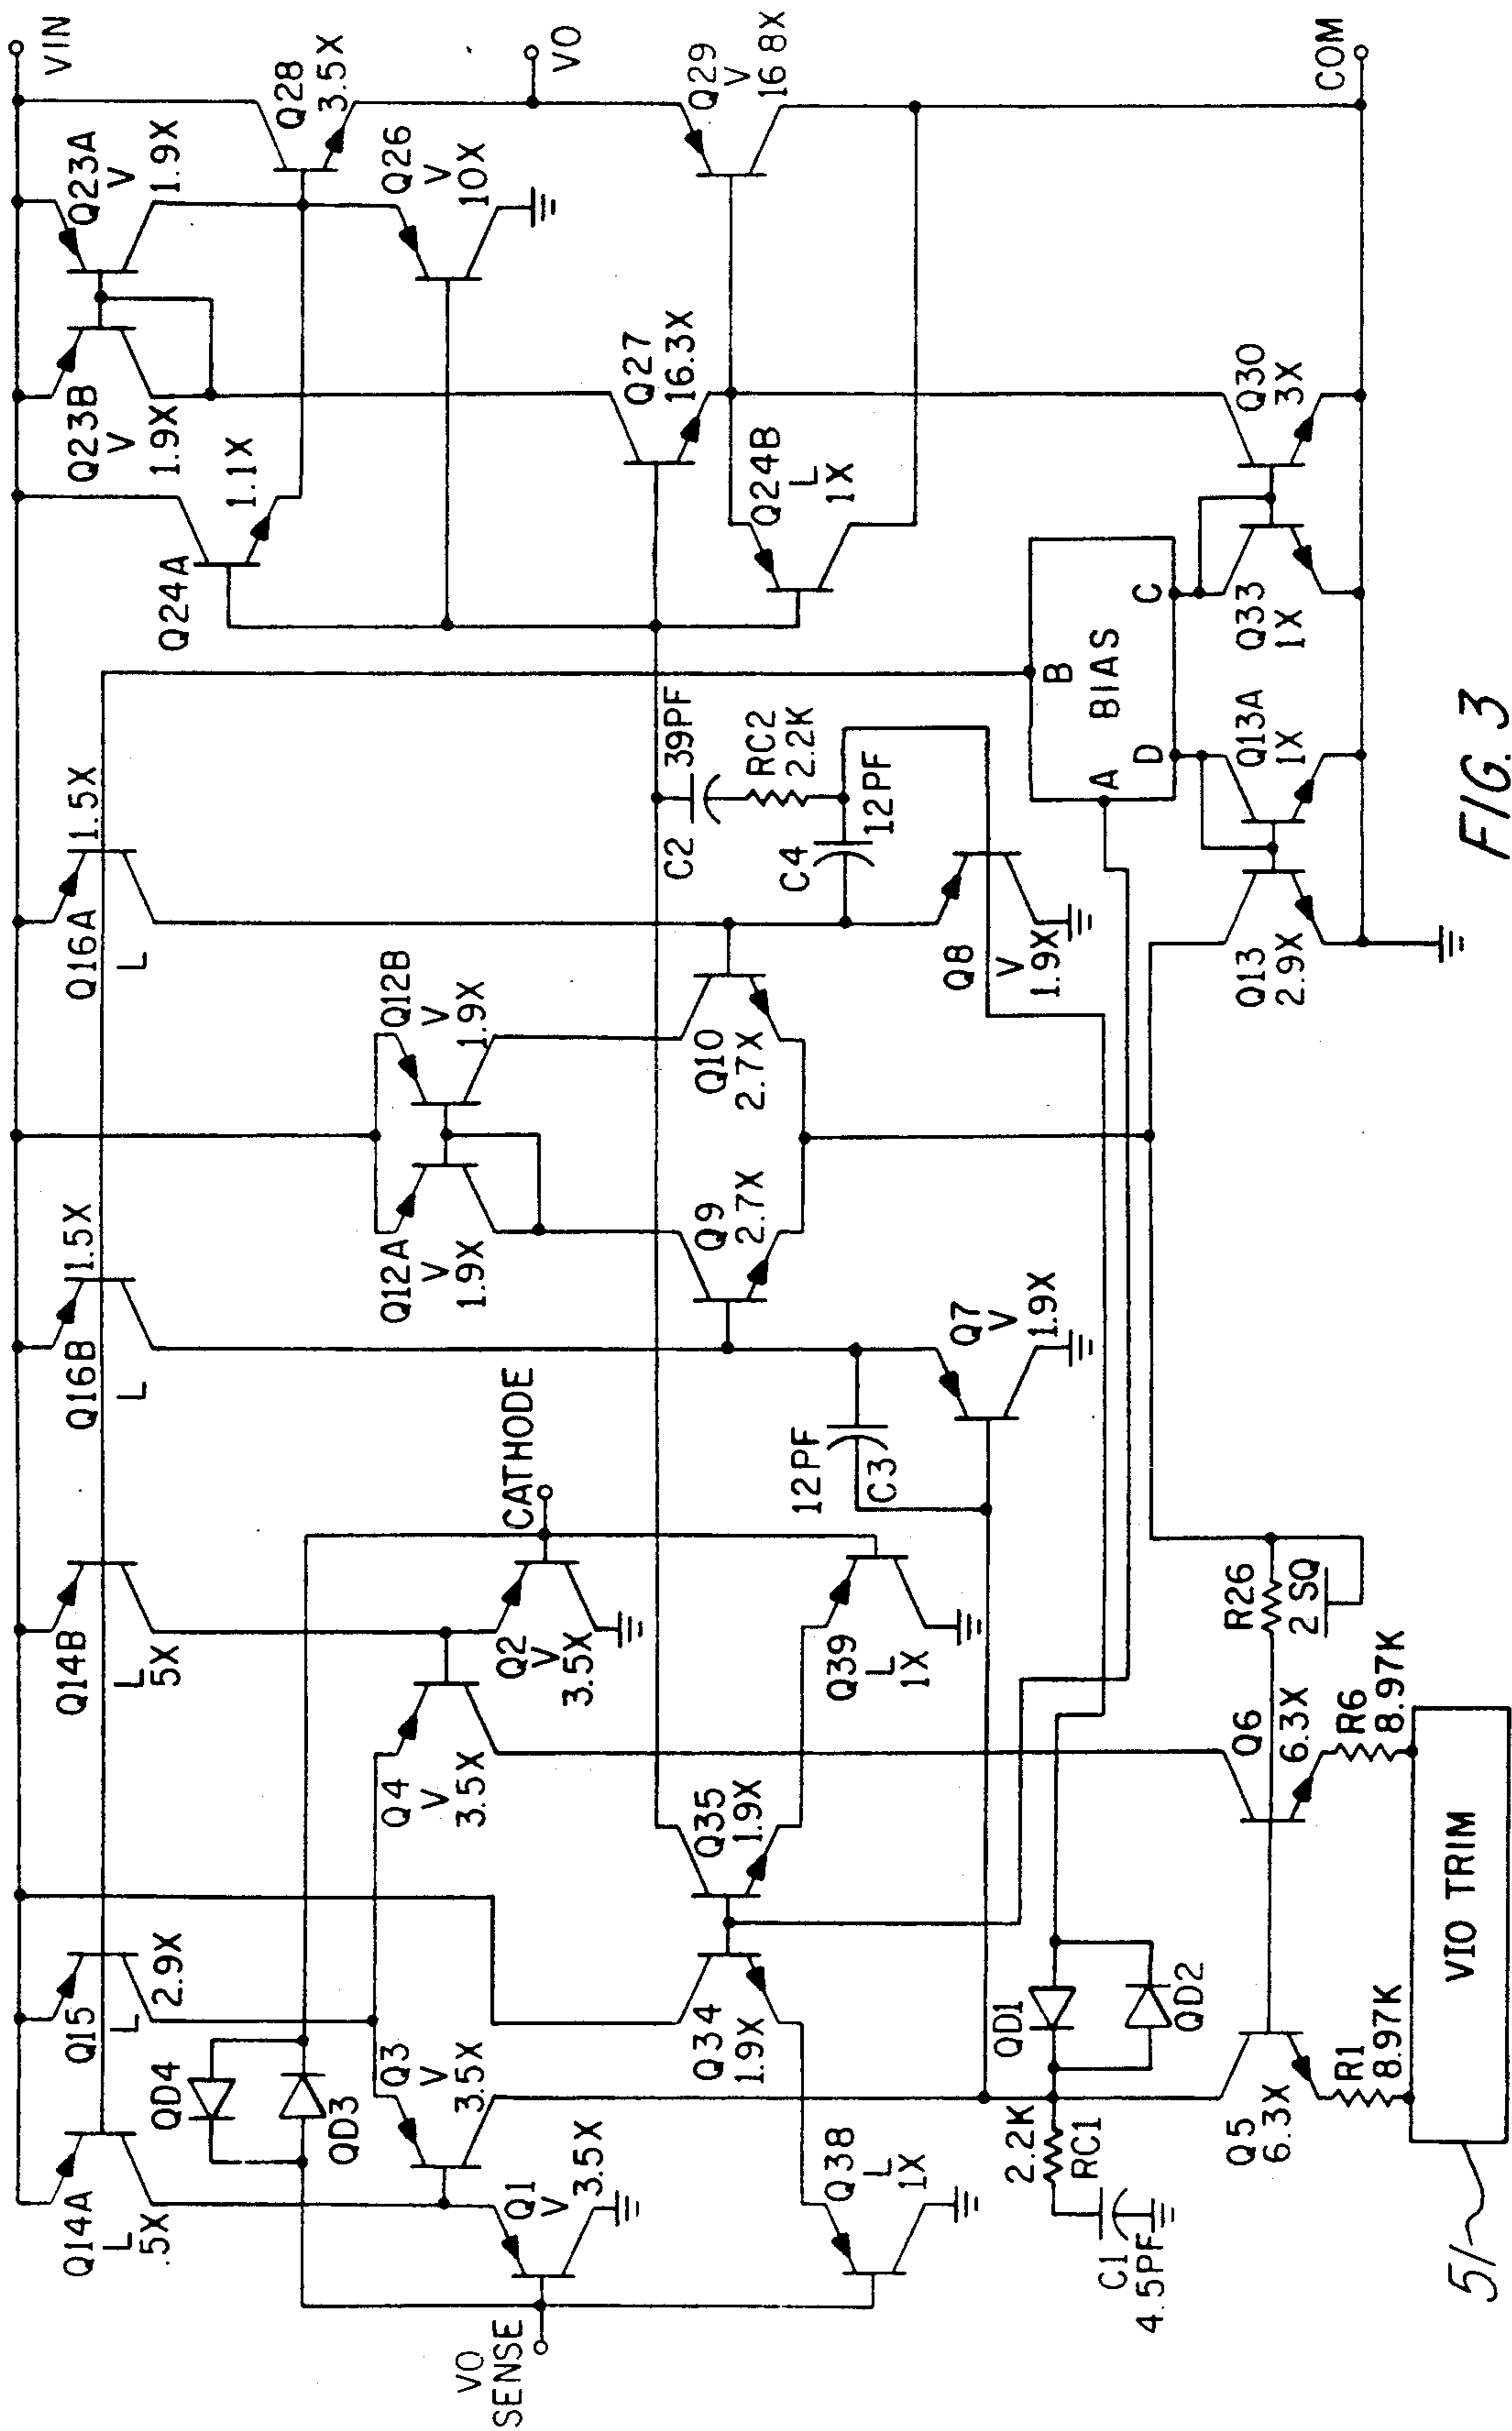 VIN
Q14A
L
.5X
Q15
L
2.9X
Q14B
L
5X
Q16B
L
1.5X
Q16A
L
1.5X
Q24A
1.1X
Q23B
V
1.9X
Q23A
V
1.9X
Q28
3.5X
QD4
QD3
Q3
V
3.5X
Q4
V
3.5X
Q12A
V
1.9X
Q12B
V
1.9X
Q26
V
10X
VO
SENSE
Q1
V
3.5X
Q2
V
3.5X
CATHODE
VO
Q34
1.9X
Q35
1.9X
Q9
2.7X
Q10
2.7X
C2
39PF
RC2
2.2K
Q27
16.3X
Q24B
L
1X
Q29
V
16 8X
Q38
L
1X
Q39
L
1X
12PF
C3
Q7
V
1.9X
C4
12PF
Q8
V
1.9X
2.2K
RC1
C1
4.5PF
QD1
QD2
A
B
BIAS
D
C
Q5
6.3X
R1
8.97K
Q6
6.3X
R6
8.97K
R26
2 SQ
Q13
2.9X
Q13A
1X
Q33
1X
Q30
3X
COM
VIO TRIM
51
FIG. 3